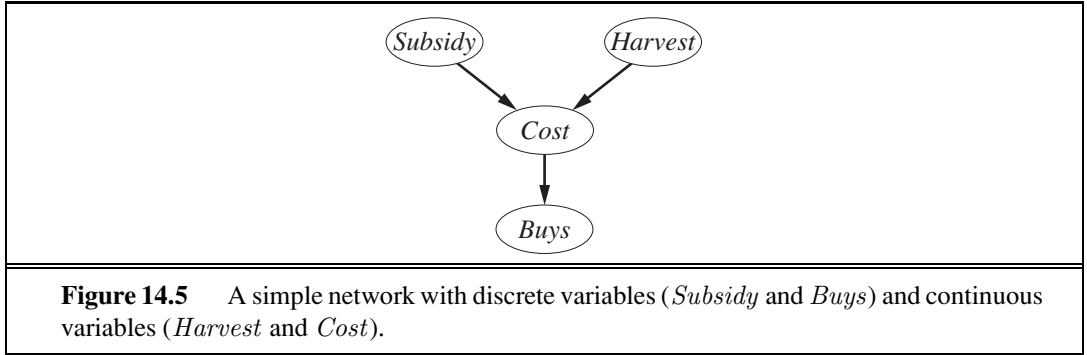 Subsidy Harvest
Cost
Buys
Figure 14.5 A simple network with discrete variables (Subsidy and Buys) and continuous
variables (Harvest and Cost).